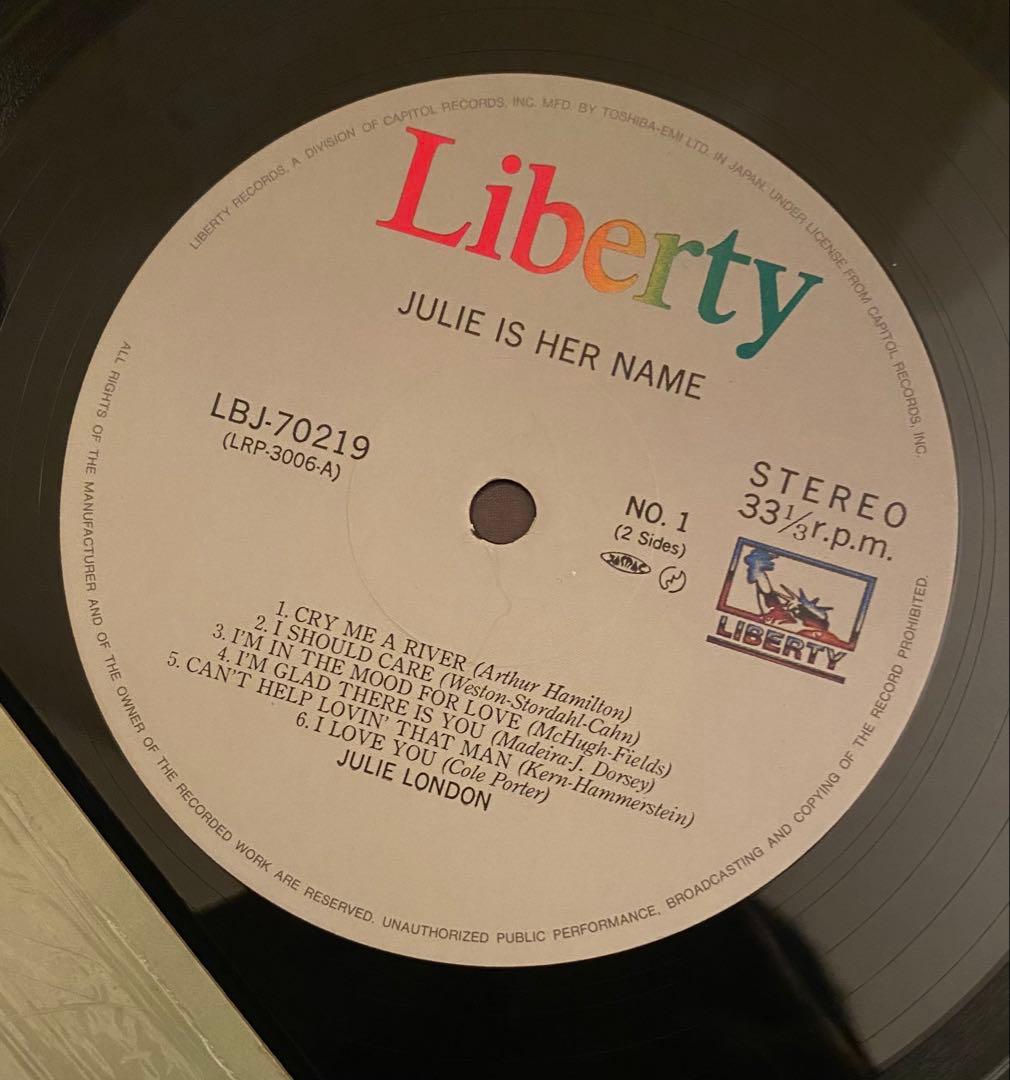 LIBERTY RECORDS, A DIVISION OF CAPITOL RECORDS, INC. MFD. BY TOSHIBA-EMI LTD. IN JAPAN. UNDER LICENSE FROM CAPITOL RECORDS, INC.
Liberty
JULIE IS HER NAME
LBJ-70219
(LRP-3006-A)
STEREO
33⅓r.p.m.
NO. 1
(2 Sides)
JASRAC
LIBERTY
1. CRY ME A RIVER (Arthur Hamilton)
2. I SHOULD CARE (Weston-Stordahl-Cahn)
3. I'M IN THE MOOD FOR LOVE (McHugh-Fields)
4. I'M GLAD THERE IS YOU (Madeira-J. Dorsey)
5. CAN'T HELP LOVIN' THAT MAN (Kern-Hammerstein)
6. I LOVE YOU (Cole Porter)
JULIE LONDON
ALL RIGHTS OF THE MANUFACTURER AND OF THE OWNER OF THE RECORDED WORK ARE RESERVED. UNAUTHORIZED PUBLIC PERFORMANCE, BROADCASTING AND COPYING OF THE RECORD PROHIBITED.